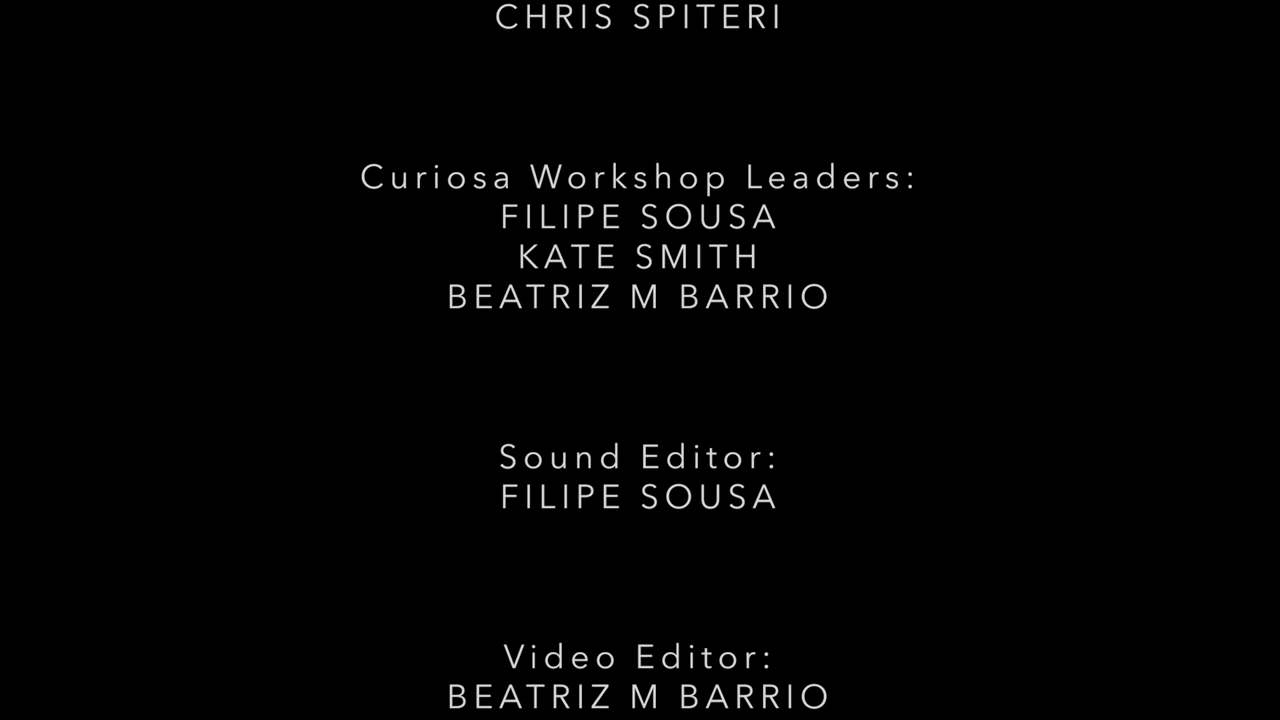 CHRIS SPITERI
Curiosa Workshop Leaders:
FILIPE SOUSA
KATE SMITH
BEATRIZ M BARRIO
Sound Editor:
FILIPE SOUSA
Video Editor:
BEATRIZ M BARRIO